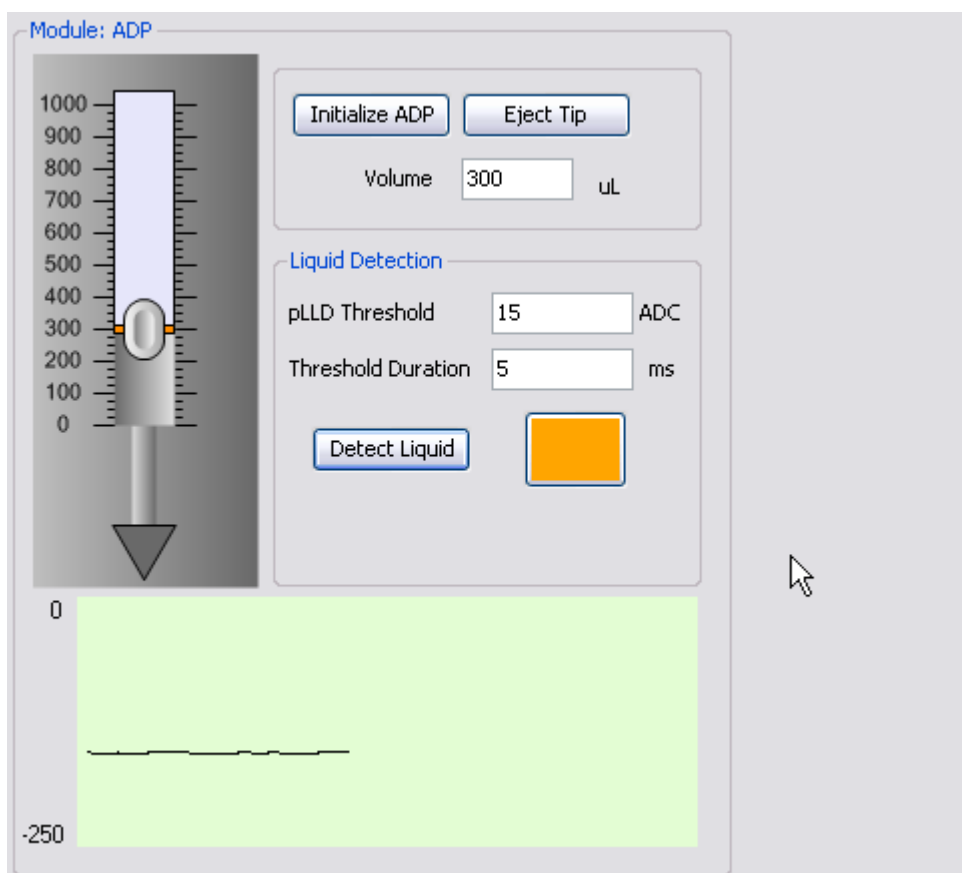 Module: ADP
1000
900
800
700
600
500
400
300
200
100
0
Initialize ADP
Eject Tip
Volume 300 uL
Liquid Detection
pLLD Threshold 15 ADC
Threshold Duration 5 ms
Detect Liquid
0
-250